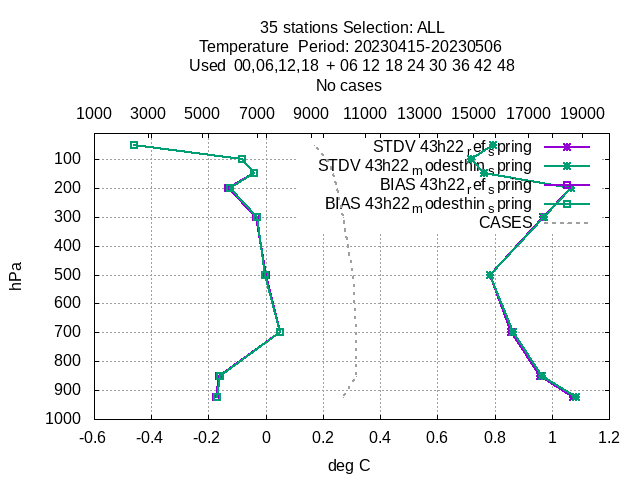 35 stations Selection: ALL
Temperature Period: 20230415-20230506
Used 00,06,12,18 + 06 12 18 24 30 36 42 48
No cases
1000 3000 5000 7000 9000 11000 13000 15000 17000 19000
STDV 43h22_ref_spring
STDV 43h22_modesthin_spring
BIAS 43h22_ref_spring
BIAS 43h22_modesthin_spring
CASES
hPa
100
200
300
400
500
600
700
800
900
1000
-0.6 -0.4 -0.2 0 0.2 0.4 0.6 0.8 1 1.2
deg C